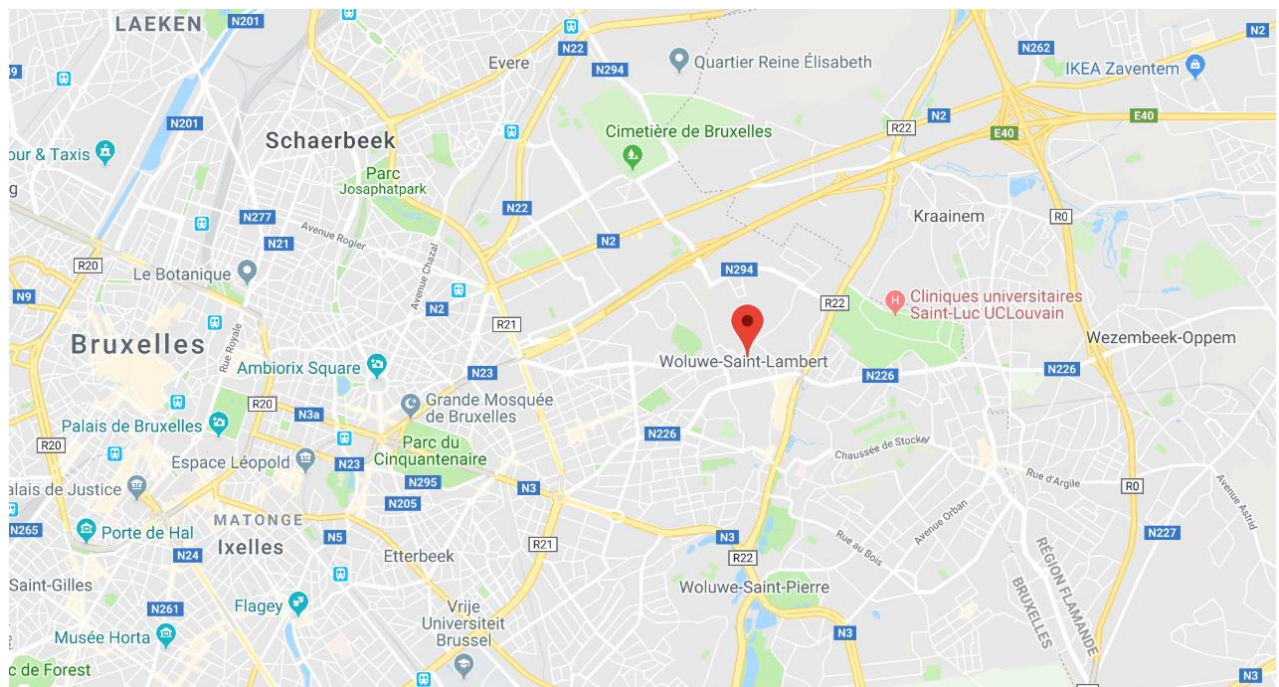 LAEKEN
N201
N22
Evere
N294
Quartier Reine Élisabeth
N262
N2
IKEA Zaventem
N201
Schaerbeek
Cimetière de Bruxelles
R22
N2
E40
E40
our & Taxis
Parc
Josaphatpark
N277
N22
Kraainem
R0
Avenue Rogier
N21
N2
Avenue Chazal
R20
Le Botanique
N294
N9
N2
R22
Cliniques universitaires
Saint-Luc UCLouvain
R21
Bruxelles
Rue Royale
Wezembeek-Oppem
Ambiorix Square
N23
Woluwe-Saint-Lambert
N226
N226
R20
N3a
Grande Mosquée
de Bruxelles
Palais de Bruxelles
R20
N226
Parc du
Cinquantenaire
Chaussée de Stockel
Espace Léopold
N23
N295
Rue d'Argile
alais de Justice
N3
R0
Avenue Astrid
N205
MATONGE
Ixelles
Porte de Hal
N265
N5
R21
N3
Avenue Orban
N227
N24
Etterbeek
R22
Rue au Bois
RÉGION FLAMANDE
BRUXELLES
Saint-Gilles
Woluwe-Saint-Pierre
N261
Flagey
Vrije
Universiteit
Brussel
Musée Horta
N3
c de Forest
N3